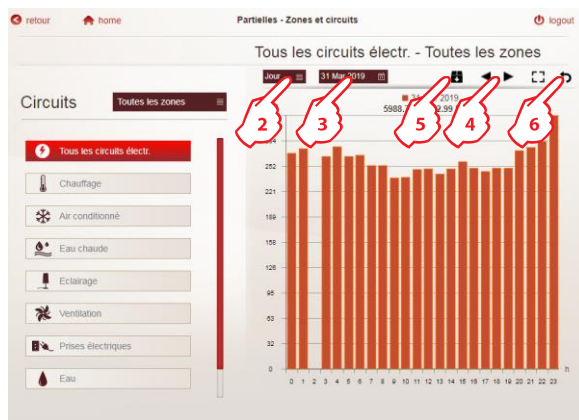 retour home Partielles - Zones et circuits logout
Tous les circuits électr. - Toutes les zones
31 Mar 2019
Circuits Toutes les zones
2 3 5 4 6
Tous les circuits électr.
Chauffage
Air conditionné
Eau chaude
Eclairage
Ventilation
Prises électriques
Eau
252
221
189
158
126
95
63
32
0
0 1 2 3 4 5 6 7 8 9 10 11 12 13 14 15 16 17 18 19 20 21 22 23 h